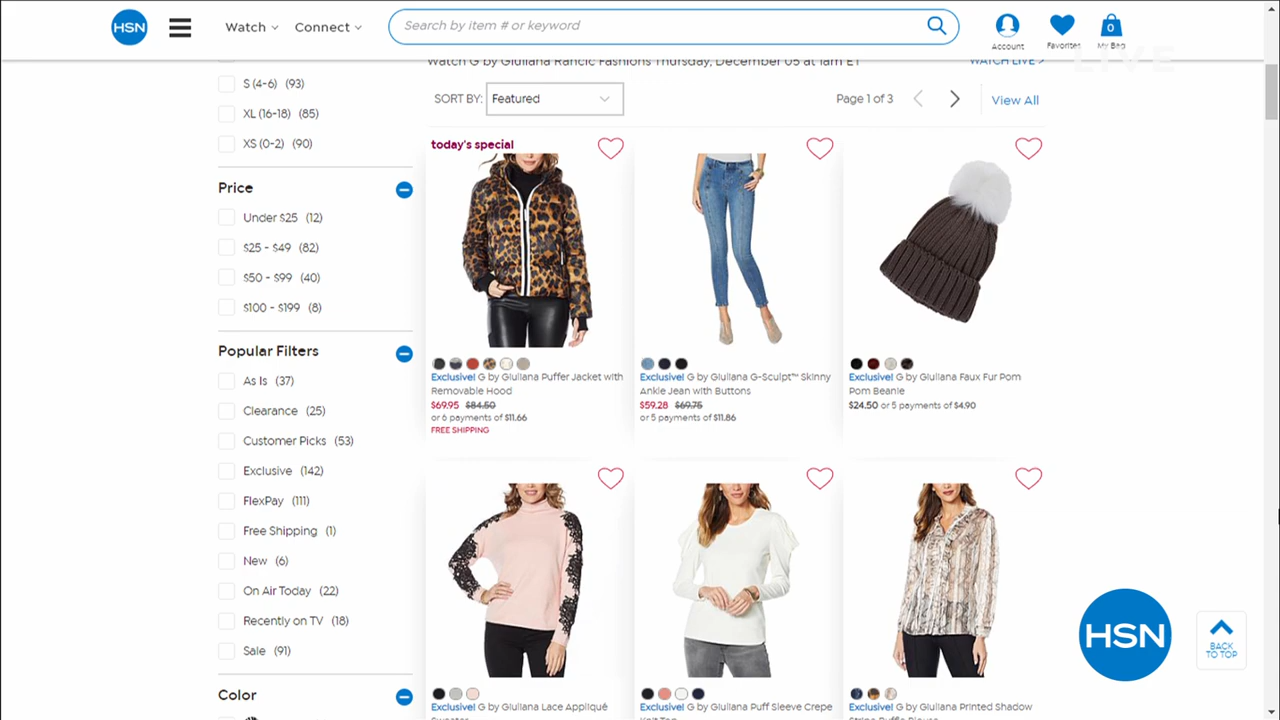 HSN
Watch
Connect
Search by item # or keyword
Account
Favorites
0
My Bag
LIVE
Watch G by Giuliana Rancic Fashions Thursday, December 05 at 1am ET
WATCH LIVE >
SORT BY:
Featured
Page 1 of 3
View All
S (4-6) (93)
XL (16-18) (85)
XS (0-2) (90)
Price
Under $25 (12)
$25 - $49 (82)
$50 - $99 (40)
$100 - $199 (8)
Popular Filters
As Is (37)
Clearance (25)
Customer Picks (53)
Exclusive (142)
FlexPay (111)
Free Shipping (1)
New (6)
On Air Today (22)
Recently on TV (18)
Sale (91)
Color
today's special
Exclusive! G by Giuliana Puffer Jacket with
Removable Hood
$69.95 $84.50
or 6 payments of $11.66
FREE SHIPPING
Exclusive! G by Giuliana G-Sculpt™ Skinny
Ankle Jean with Buttons
$59.28 $69.75
or 5 payments of $11.86
Exclusive! G by Giuliana Faux Fur Pom
Pom Beanie
$24.50 or 5 payments of $4.90
Exclusive! G by Giuliana Lace Appliqué
Sweater
Exclusive! G by Giuliana Puff Sleeve Crepe
Knit Top
Exclusive! G by Giuliana Printed Shadow
Stripe Ruffle Blouse
HSN
BACK
TO TOP